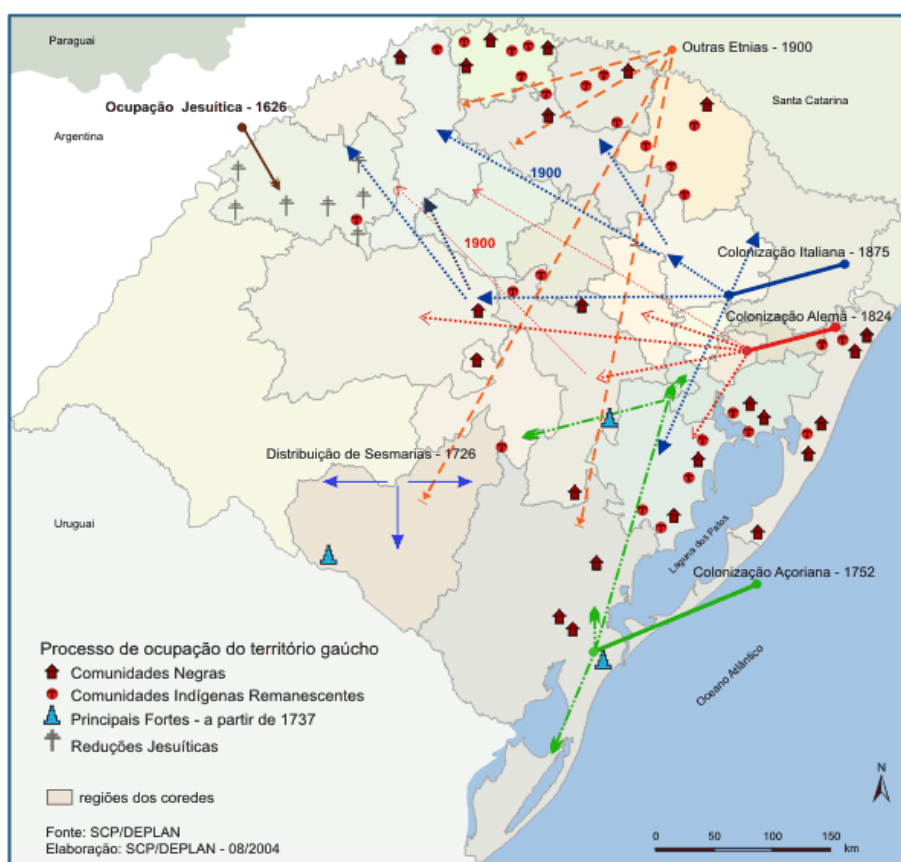 Paraguai
Outras Etnias - 1900
Ocupação Jesuítica - 1626
Santa Catarina
Argentina
1900
1900
Colonização Italiana - 1875
Colonização Alemã - 1824
Distribuição de Sesmarias - 1726
Uruguai
Laguna dos Patos
Colonização Açoriana - 1752
Oceano Atlântico
Processo de ocupação do território gaúcho
Comunidades Negras
Comunidades Indígenas Remanescentes
Principais Fortes - a partir de 1737
Reduções Jesuíticas
regiões dos coredes
Fonte: SCP/DEPLAN
Elaboração: SCP/DEPLAN - 08/2004
N
0 50 100 150
km